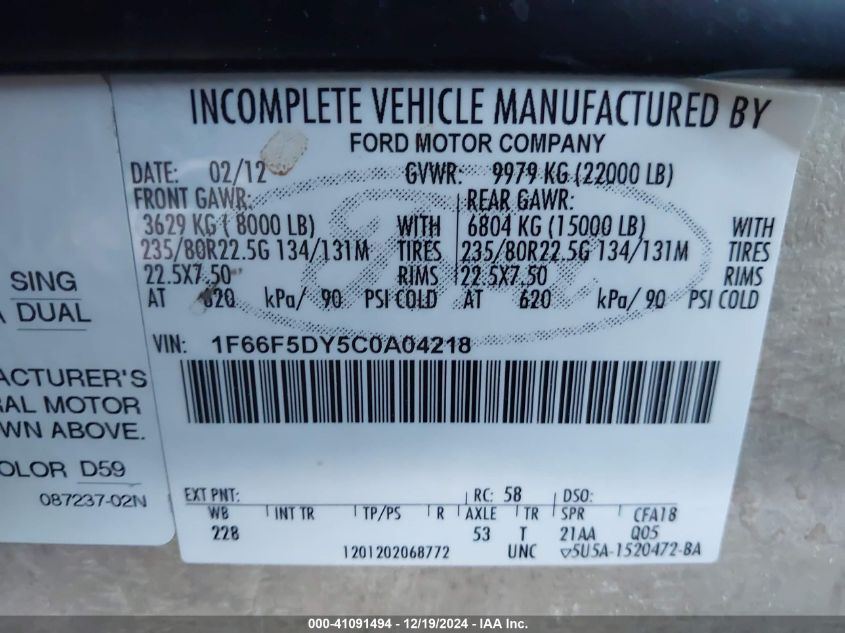 INCOMPLETE VEHICLE MANUFACTURED BY
FORD MOTOR COMPANY
DATE: 02/12 GVWR: 9979 KG (22000 LB)
FRONT GAWR: REAR GAWR:
3629 KG ( 8000 LB) WITH 6804 KG (15000 LB) WITH
235/80R22.5G 134/131M TIRES 235/80R22.5G 134/131M TIRES
22.5X7.50 RIMS 22.5X7.50 RIMS
AT 620 kPa/ 90 PSI COLD AT 620 kPa/ 90 PSI COLD
VIN: 1F66F5DY5C0A04218
EXT PNT: RC: 58 DSO:
WB INT TR TP/PS R AXLE TR SPR CFA18
228 53 T 21AA Q05
1201202068772 UNC ▽5U5A-1520472-BA
SING
DUAL
ACTURER'S
RAL MOTOR
WN ABOVE.
OLOR D59
087237-02N
000-41091494 - 12/19/2024 - IAA Inc.